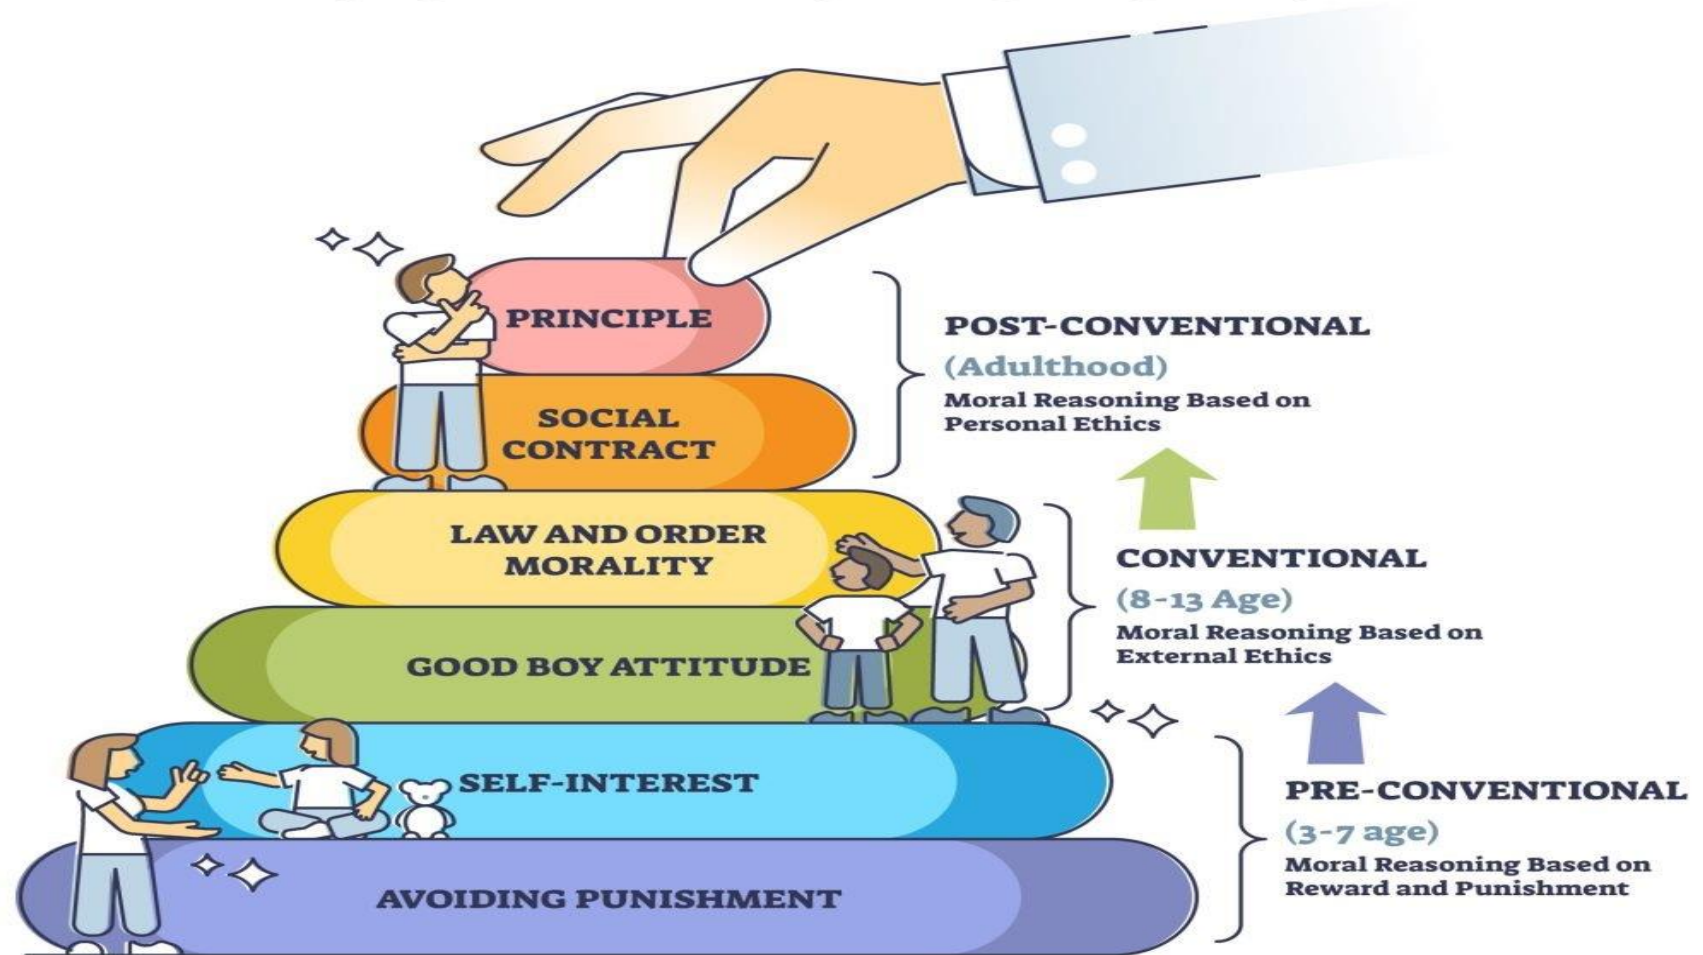 PRINCIPLE
SOCIAL
CONTRACT
POST-CONVENTIONAL
(Adulthood)
Moral Reasoning Based on
Personal Ethics
LAW AND ORDER
MORALITY
GOOD BOY ATTITUDE
CONVENTIONAL
(8-13 Age)
Moral Reasoning Based on
External Ethics
SELF-INTEREST
AVOIDING PUNISHMENT
PRE-CONVENTIONAL
(3-7 age)
Moral Reasoning Based on
Reward and Punishment